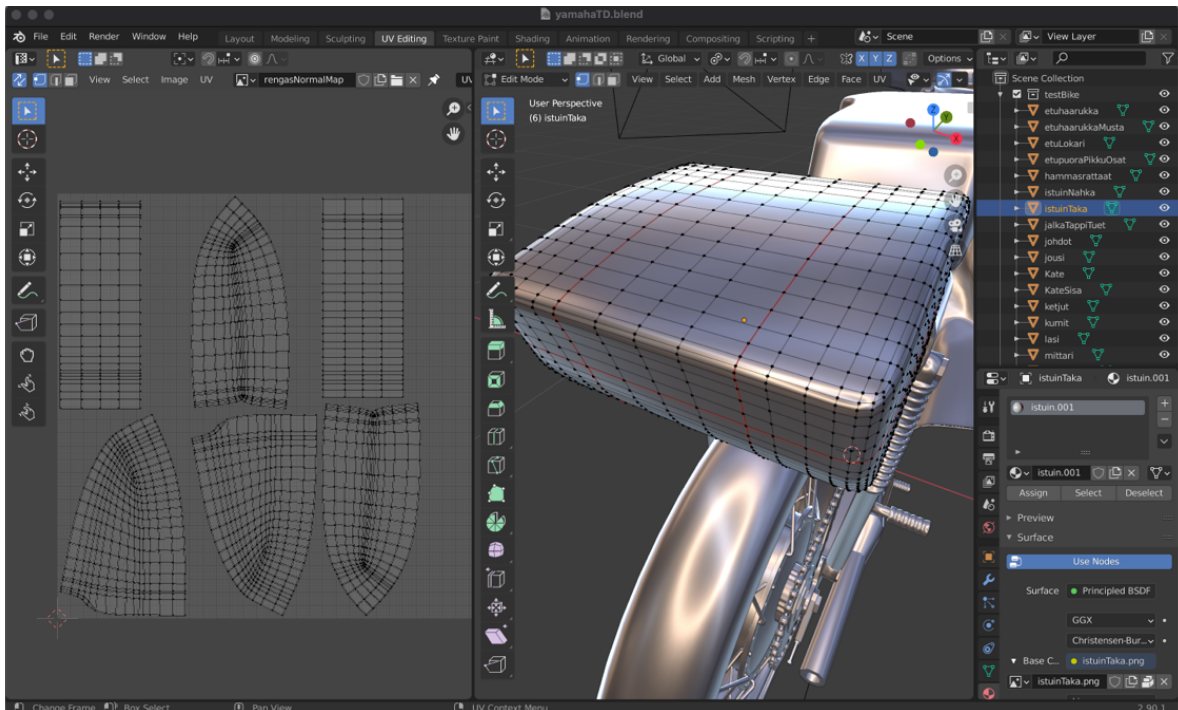 yamahaTD.blend
File Edit Render Window Help Layout Modeling Sculpting UV Editing Texture Paint Shading Animation Rendering Compositing Scripting + Scene View Layer
Global X Y Z Options
View Select Image UV rengasNormalMap UV Edit Mode View Select Add Mesh Vertex Edge Face UV
User Perspective
(6) istuinTaka
Z
Y
X
Scene Collection
testBike
etuhaarukka
etuhaarukkaMusta
etuLokari
etupuoraPikkuOsat
hammasrattaat
istuinNahka
istuinTaka
jalkaTappiTuet
johdot
jousi
Kate
KateSisa
ketjut
kumit
lasi
mittari
istuinTaka istuin.001
istuin.001
istuin.001
Assign Select Deselect
Preview
Surface
Use Nodes
Surface Principled BSDF
GGX
Christensen-Bur...
Base C... istuinTaka.png
istuinTaka.png
Change Frame Box Select Pan View UV Context Menu 2.90.1